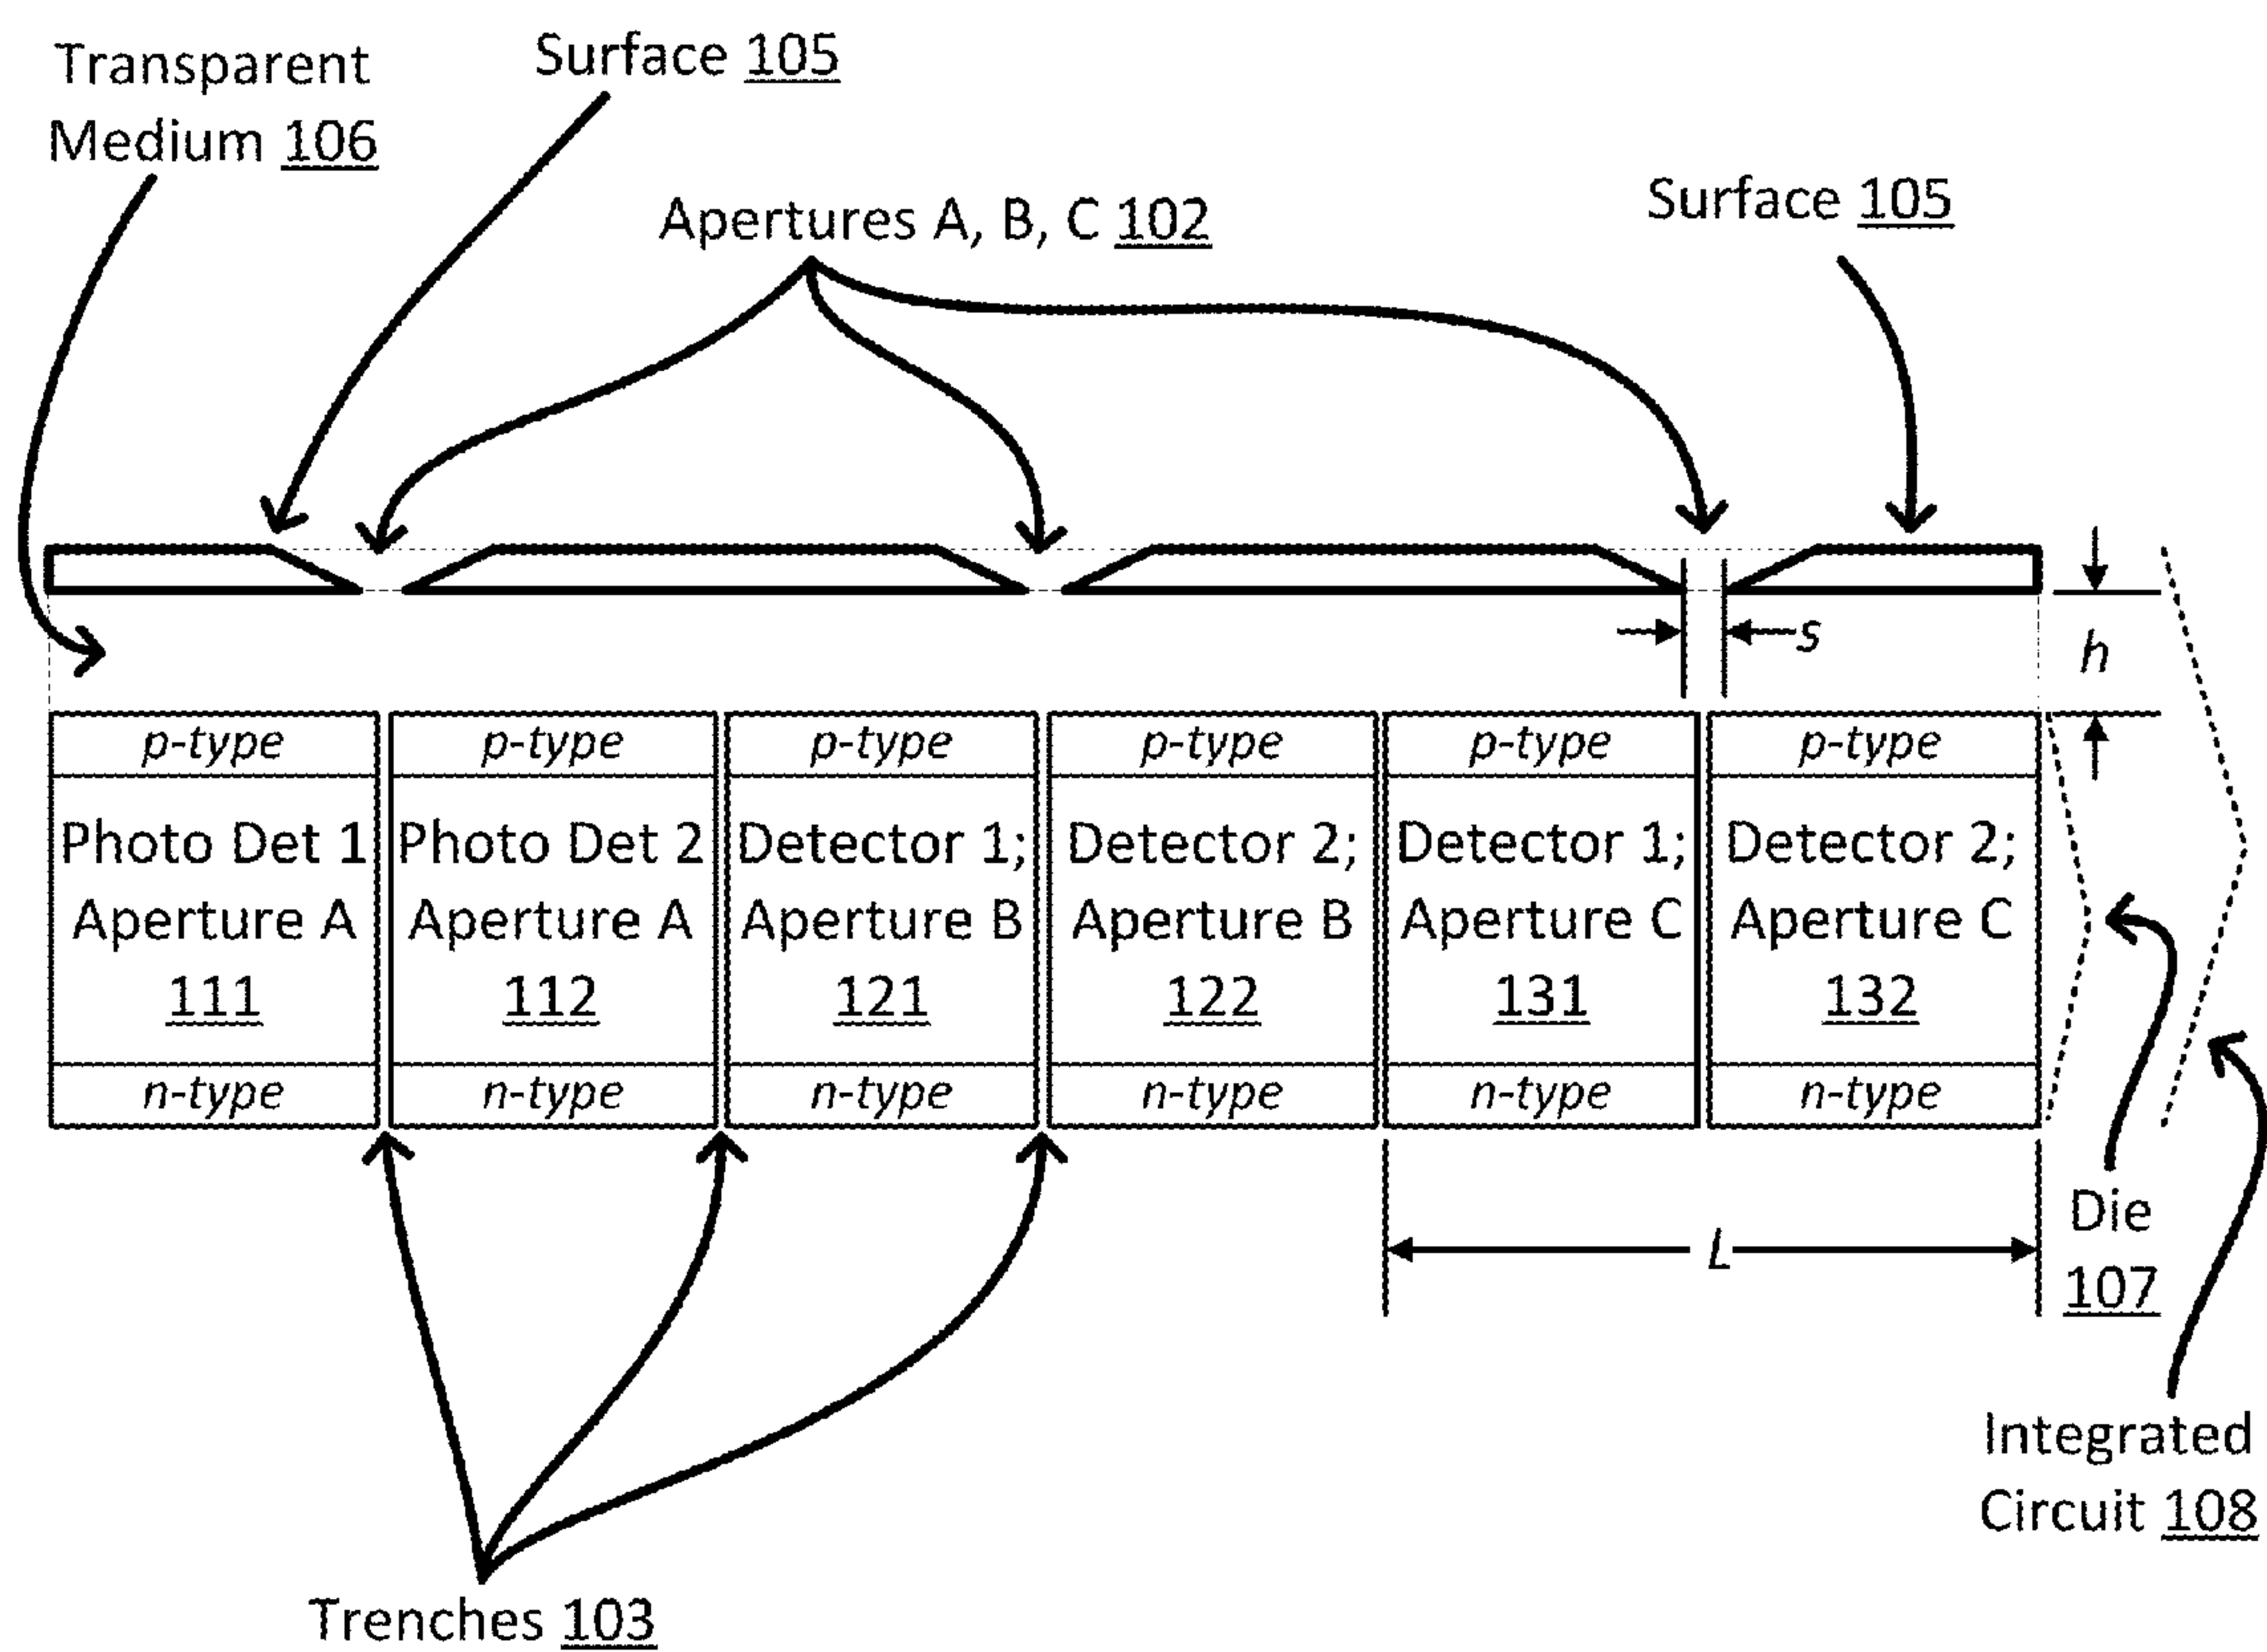 Transparent
Medium 106
Surface 105
Apertures A, B, C 102
Surface 105
s
h
p-type
p-type
p-type
p-type
p-type
p-type
Photo Det 1
Aperture A
111
Photo Det 2
Aperture A
112
Detector 1;
Aperture B
121
Detector 2;
Aperture B
122
Detector 1;
Aperture C
131
Detector 2;
Aperture C
132
n-type
n-type
n-type
n-type
n-type
n-type
L
Die
107
Integrated
Circuit 108
Trenches 103